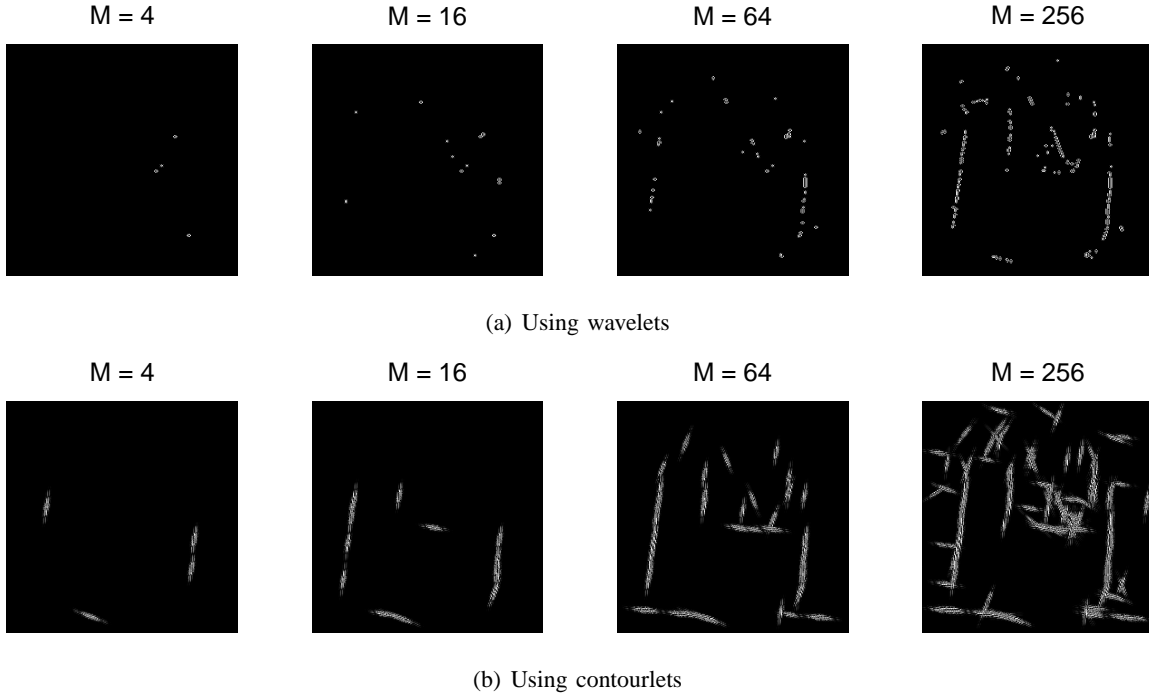 M = 4 M = 16 M = 64 M = 256
(a) Using wavelets
M = 4 M = 16 M = 64 M = 256
(b) Using contourlets